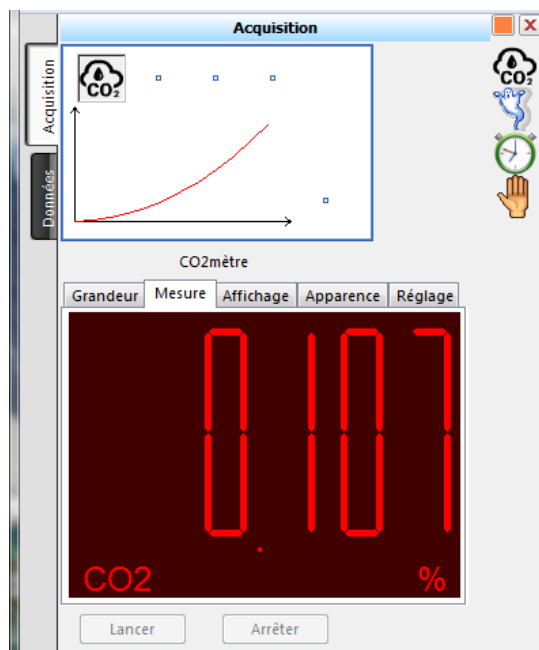 Acquisition
Acquisition
Données
CO2
CO2
CO2mètre
Grandeur Mesure Affichage Apparence Réglage
0.107
CO2 %
Lancer Arrêter